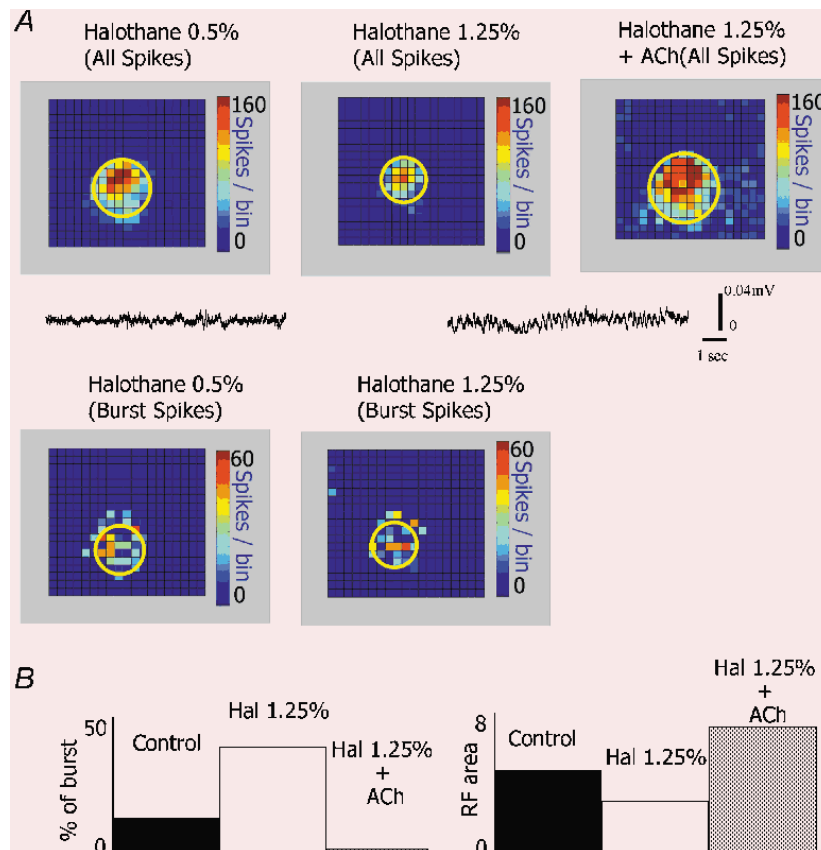 A
Halothane 0.5%
(All Spikes)
Halothane 1.25%
(All Spikes)
Halothane 1.25%
+ ACh(All Spikes)
160
Spikes / bin
0
160
Spikes / bin
0
160
Spikes / bin
0
0.04mV
0
1 sec
Halothane 0.5%
(Burst Spikes)
Halothane 1.25%
(Burst Spikes)
60
Spikes / bin
0
60
Spikes / bin
0
B
50
% of burst
0
Control
Hal 1.25%
Hal 1.25%
+
ACh
8
RF area
0
Control
Hal 1.25%
Hal 1.25%
+
ACh